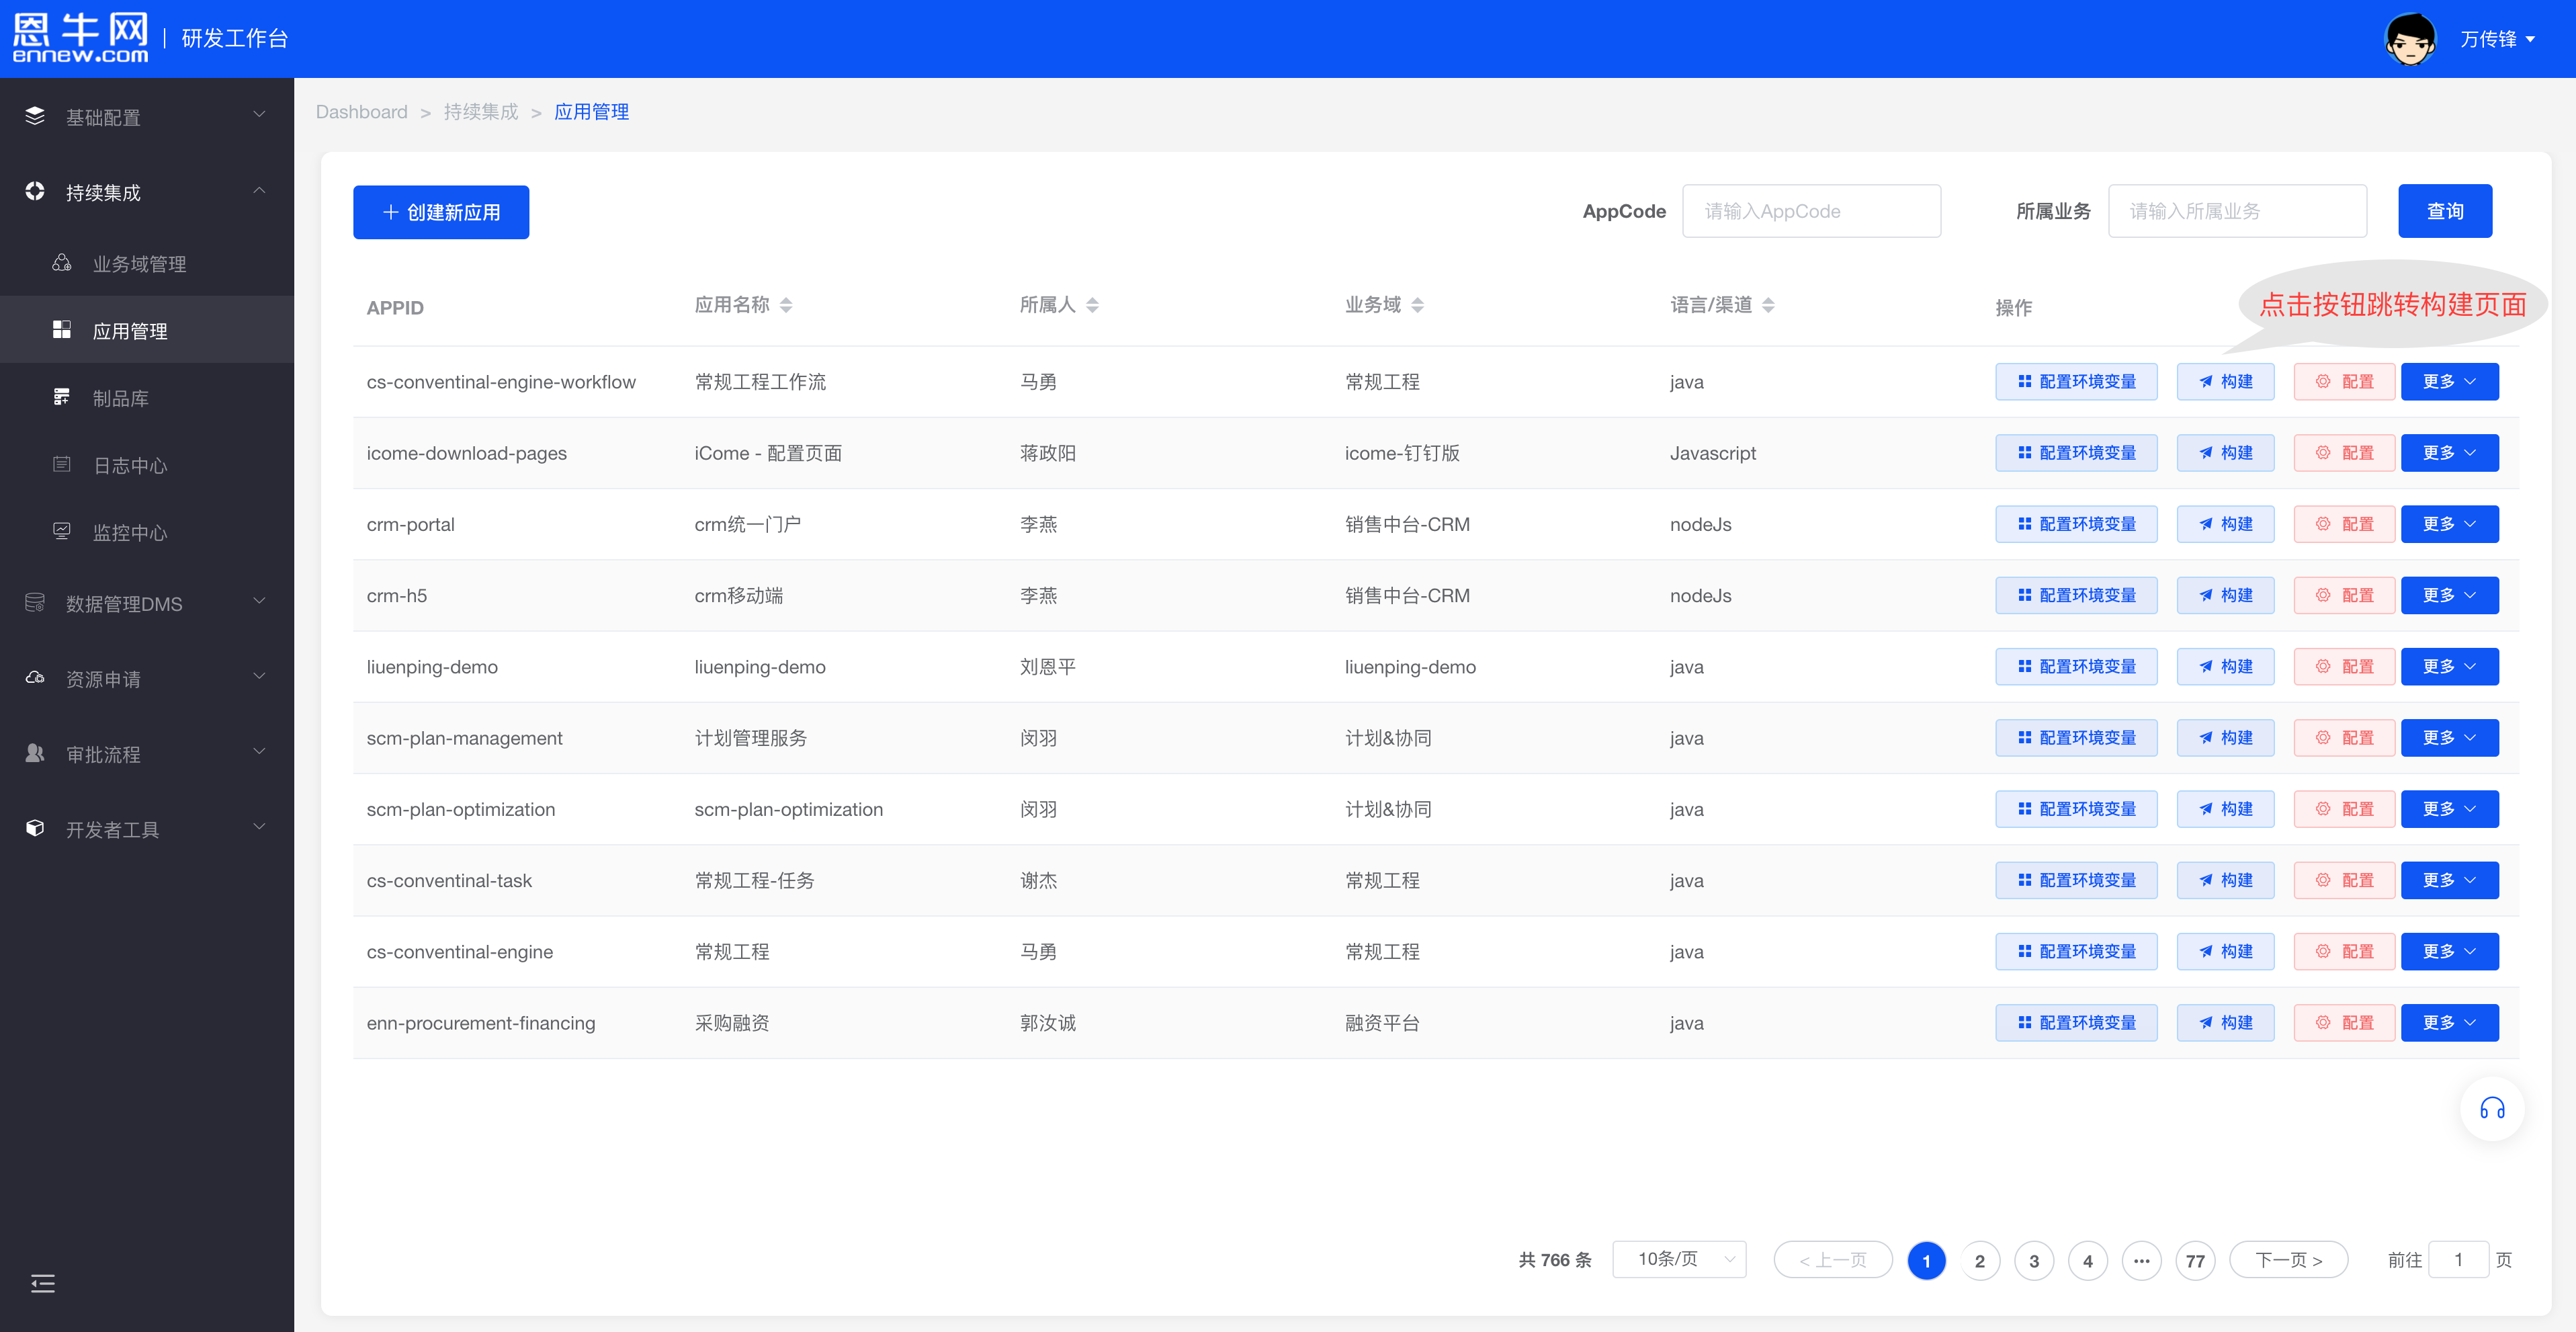 恩牛网
ennew.com
研发工作台
万传锋
基础配置
持续集成
业务域管理
应用管理
制品库
日志中心
监控中心
数据管理DMS
资源申请
审批流程
开发者工具
Dashboard > 持续集成 > 应用管理
创建新应用 AppCode 请输入AppCode 所属业务 请输入所属业务 查询
点击按钮跳转构建页面
APPID 应用名称 所属人 业务域 语言/渠道 操作
cs-conventinal-engine-workflow 常规工程工作流 马勇 常规工程 java 配置环境变量 构建 配置 更多
icome-download-pages iCome - 配置页面 蒋政阳 icome-钉钉版 Javascript 配置环境变量 构建 配置 更多
crm-portal crm统一门户 李燕 销售中台-CRM nodeJs 配置环境变量 构建 配置 更多
crm-h5 crm移动端 李燕 销售中台-CRM nodeJs 配置环境变量 构建 配置 更多
liuenping-demo liuenping-demo 刘恩平 liuenping-demo java 配置环境变量 构建 配置 更多
scm-plan-management 计划管理服务 闵羽 计划&协同 java 配置环境变量 构建 配置 更多
scm-plan-optimization scm-plan-optimization 闵羽 计划&协同 java 配置环境变量 构建 配置 更多
cs-conventinal-task 常规工程-任务 谢杰 常规工程 java 配置环境变量 构建 配置 更多
cs-conventinal-engine 常规工程 马勇 常规工程 java 配置环境变量 构建 配置 更多
enn-procurement-financing 采购融资 郭汝诚 融资平台 java 配置环境变量 构建 配置 更多
共 766 条 10条/页 < 上一页 1 2 3 4 ••• 77 下一页 > 前往 1 页